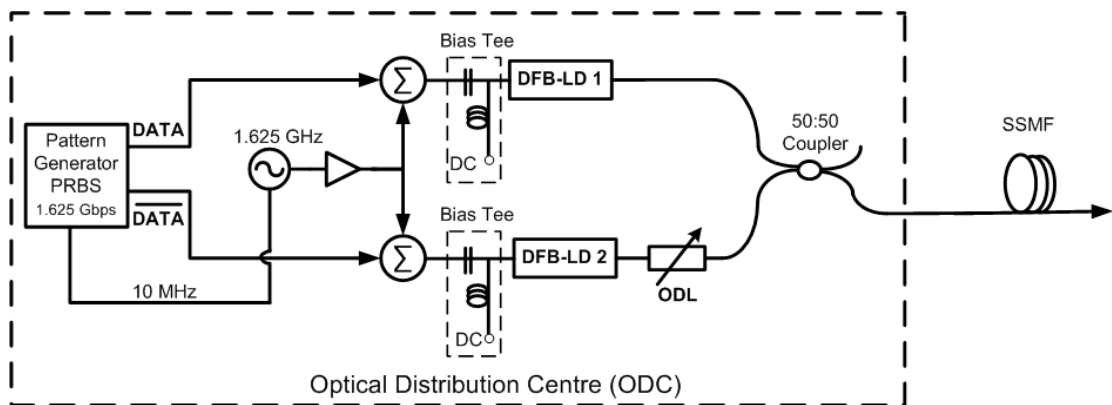 Bias Tee
DFB-LD 1
DC
Pattern
Generator
PRBS
1.625 Gbps
DATA
DATA
1.625 GHz
10 MHz
Σ
Σ
Bias Tee
DFB-LD 2
DC
ODL
50:50
Coupler
SSMF
Optical Distribution Centre (ODC)